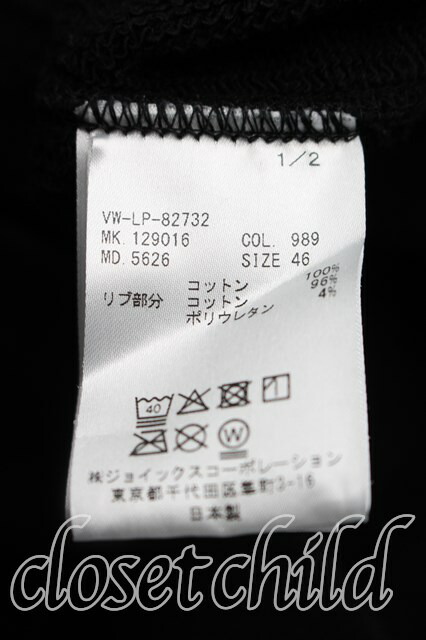 1/2
VW-LP-82732
MK. 129016 COL. 989
MD. 5626 SIZE 46
コットン 100%
リブ部分 コットン 96%
ポリウレタン 4%
40
W
㈱ジョイックスコーポレーション
東京都千代田区隼町3-16
日本製
closet child